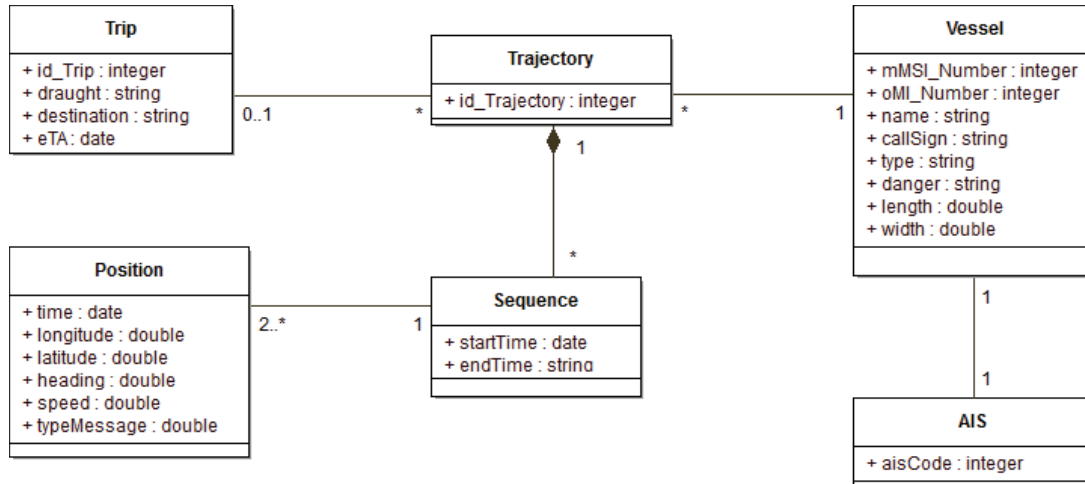 Trip
+ id_Trip : integer
+ draught : string
+ destination : string
+ eTA : date
0..1
*
Trajectory
+ id_Trajectory : integer
*
1
1
*
Vessel
+ mMSI_Number : integer
+ oMI_Number : integer
+ name : string
+ callSign : string
+ type : string
+ danger : string
+ length : double
+ width : double
Position
+ time : date
+ longitude : double
+ latitude : double
+ heading : double
+ speed : double
+ typeMessage : double
2..*
1
Sequence
+ startTime : date
+ endTime : string
1
1
AIS
+ aisCode : integer